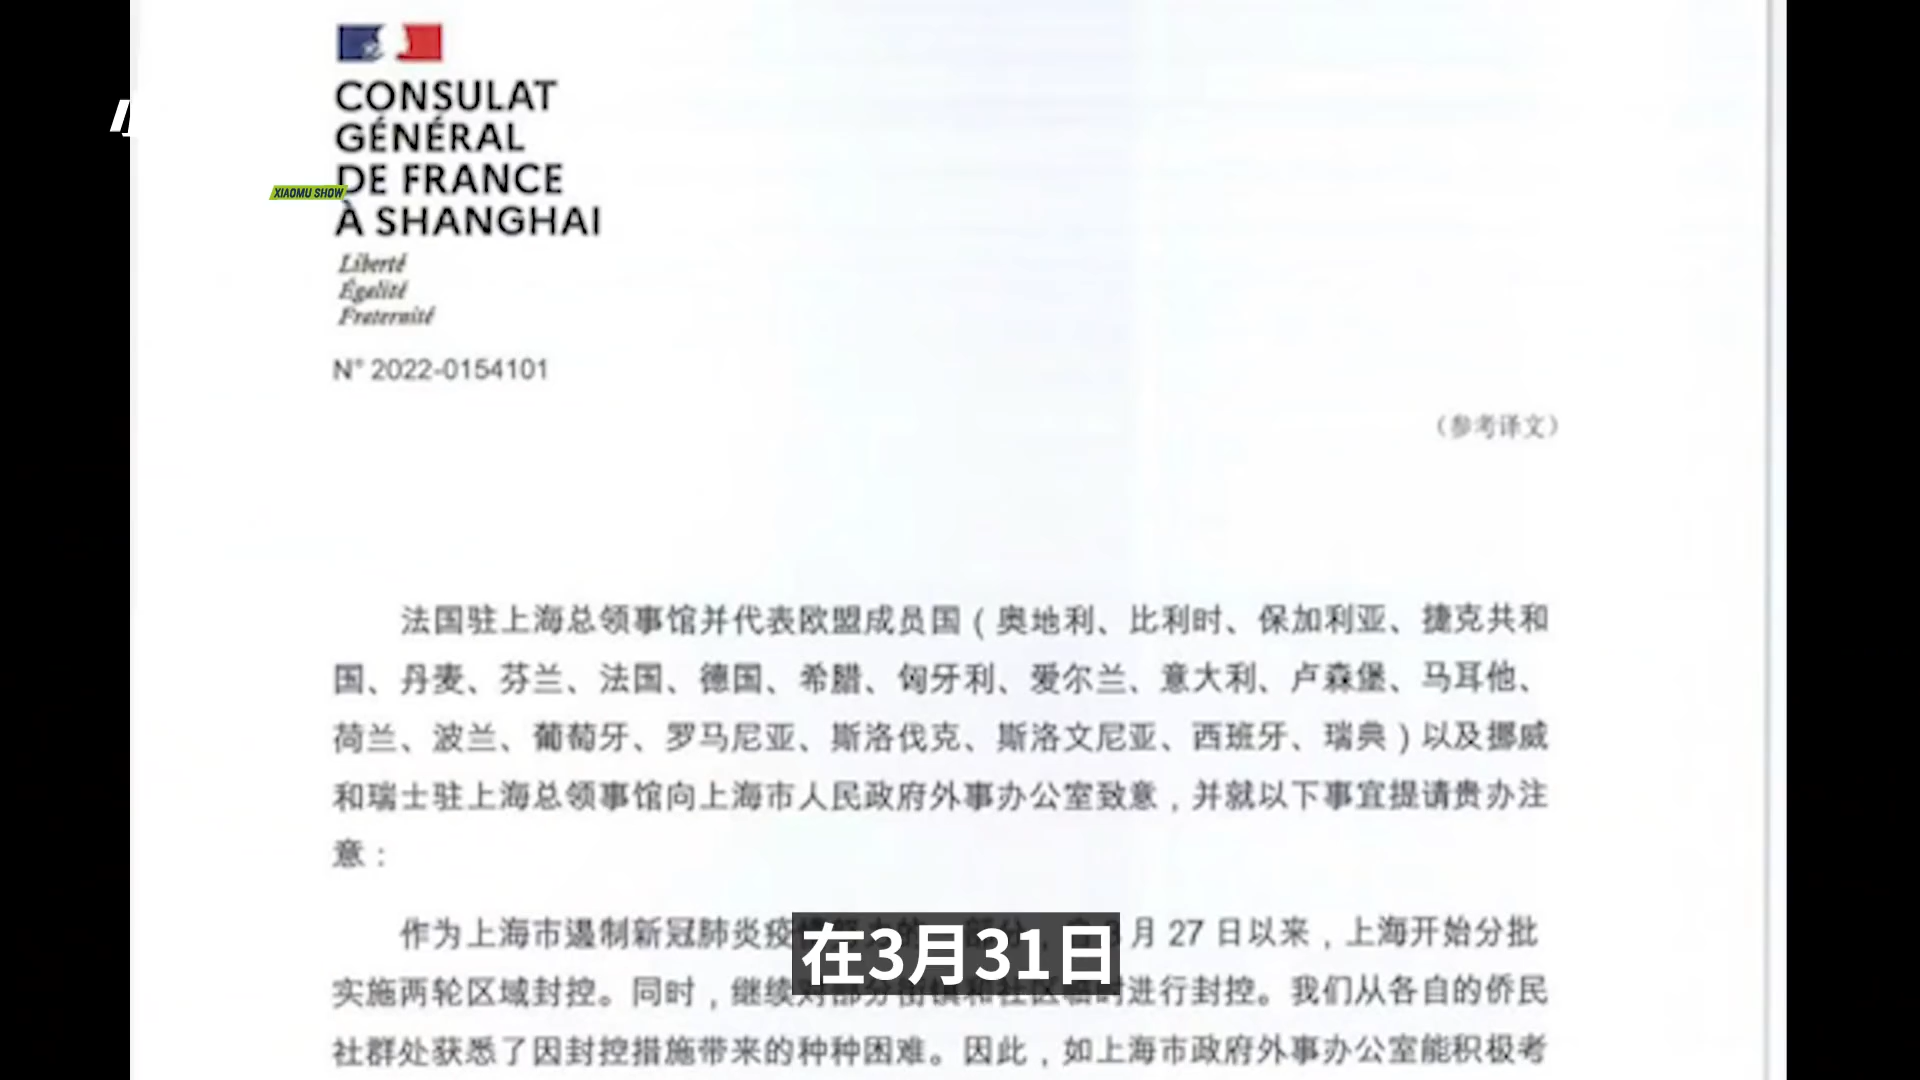 CONSULAT
GÉNÉRAL
DE FRANCE
À SHANGHAI
XIAOMU SHOW
Liberté
Égalité
Fraternité
N° 2022-0154101
（参考译文）
法国驻上海总领事馆并代表欧盟成员国（奥地利、比利时、保加利亚、捷克共和
国、丹麦、芬兰、法国、德国、希腊、匈牙利、爱尔兰、意大利、卢森堡、马耳他、
荷兰、波兰、葡萄牙、罗马尼亚、斯洛伐克、斯洛文尼亚、西班牙、瑞典）以及挪威
和瑞士驻上海总领事馆向上海市人民政府外事办公室致意，并就以下事宜提请贵办注
意：
作为上海市遏制新冠肺炎疫 月 27 日以来，上海开始分批
在3月31日
实施两轮区域封控。同时，继续对部分街镇和社区临时进行封控。我们从各自的侨民
社群处获悉了因封控措施带来的种种困难。因此，如上海市政府外事办公室能积极考